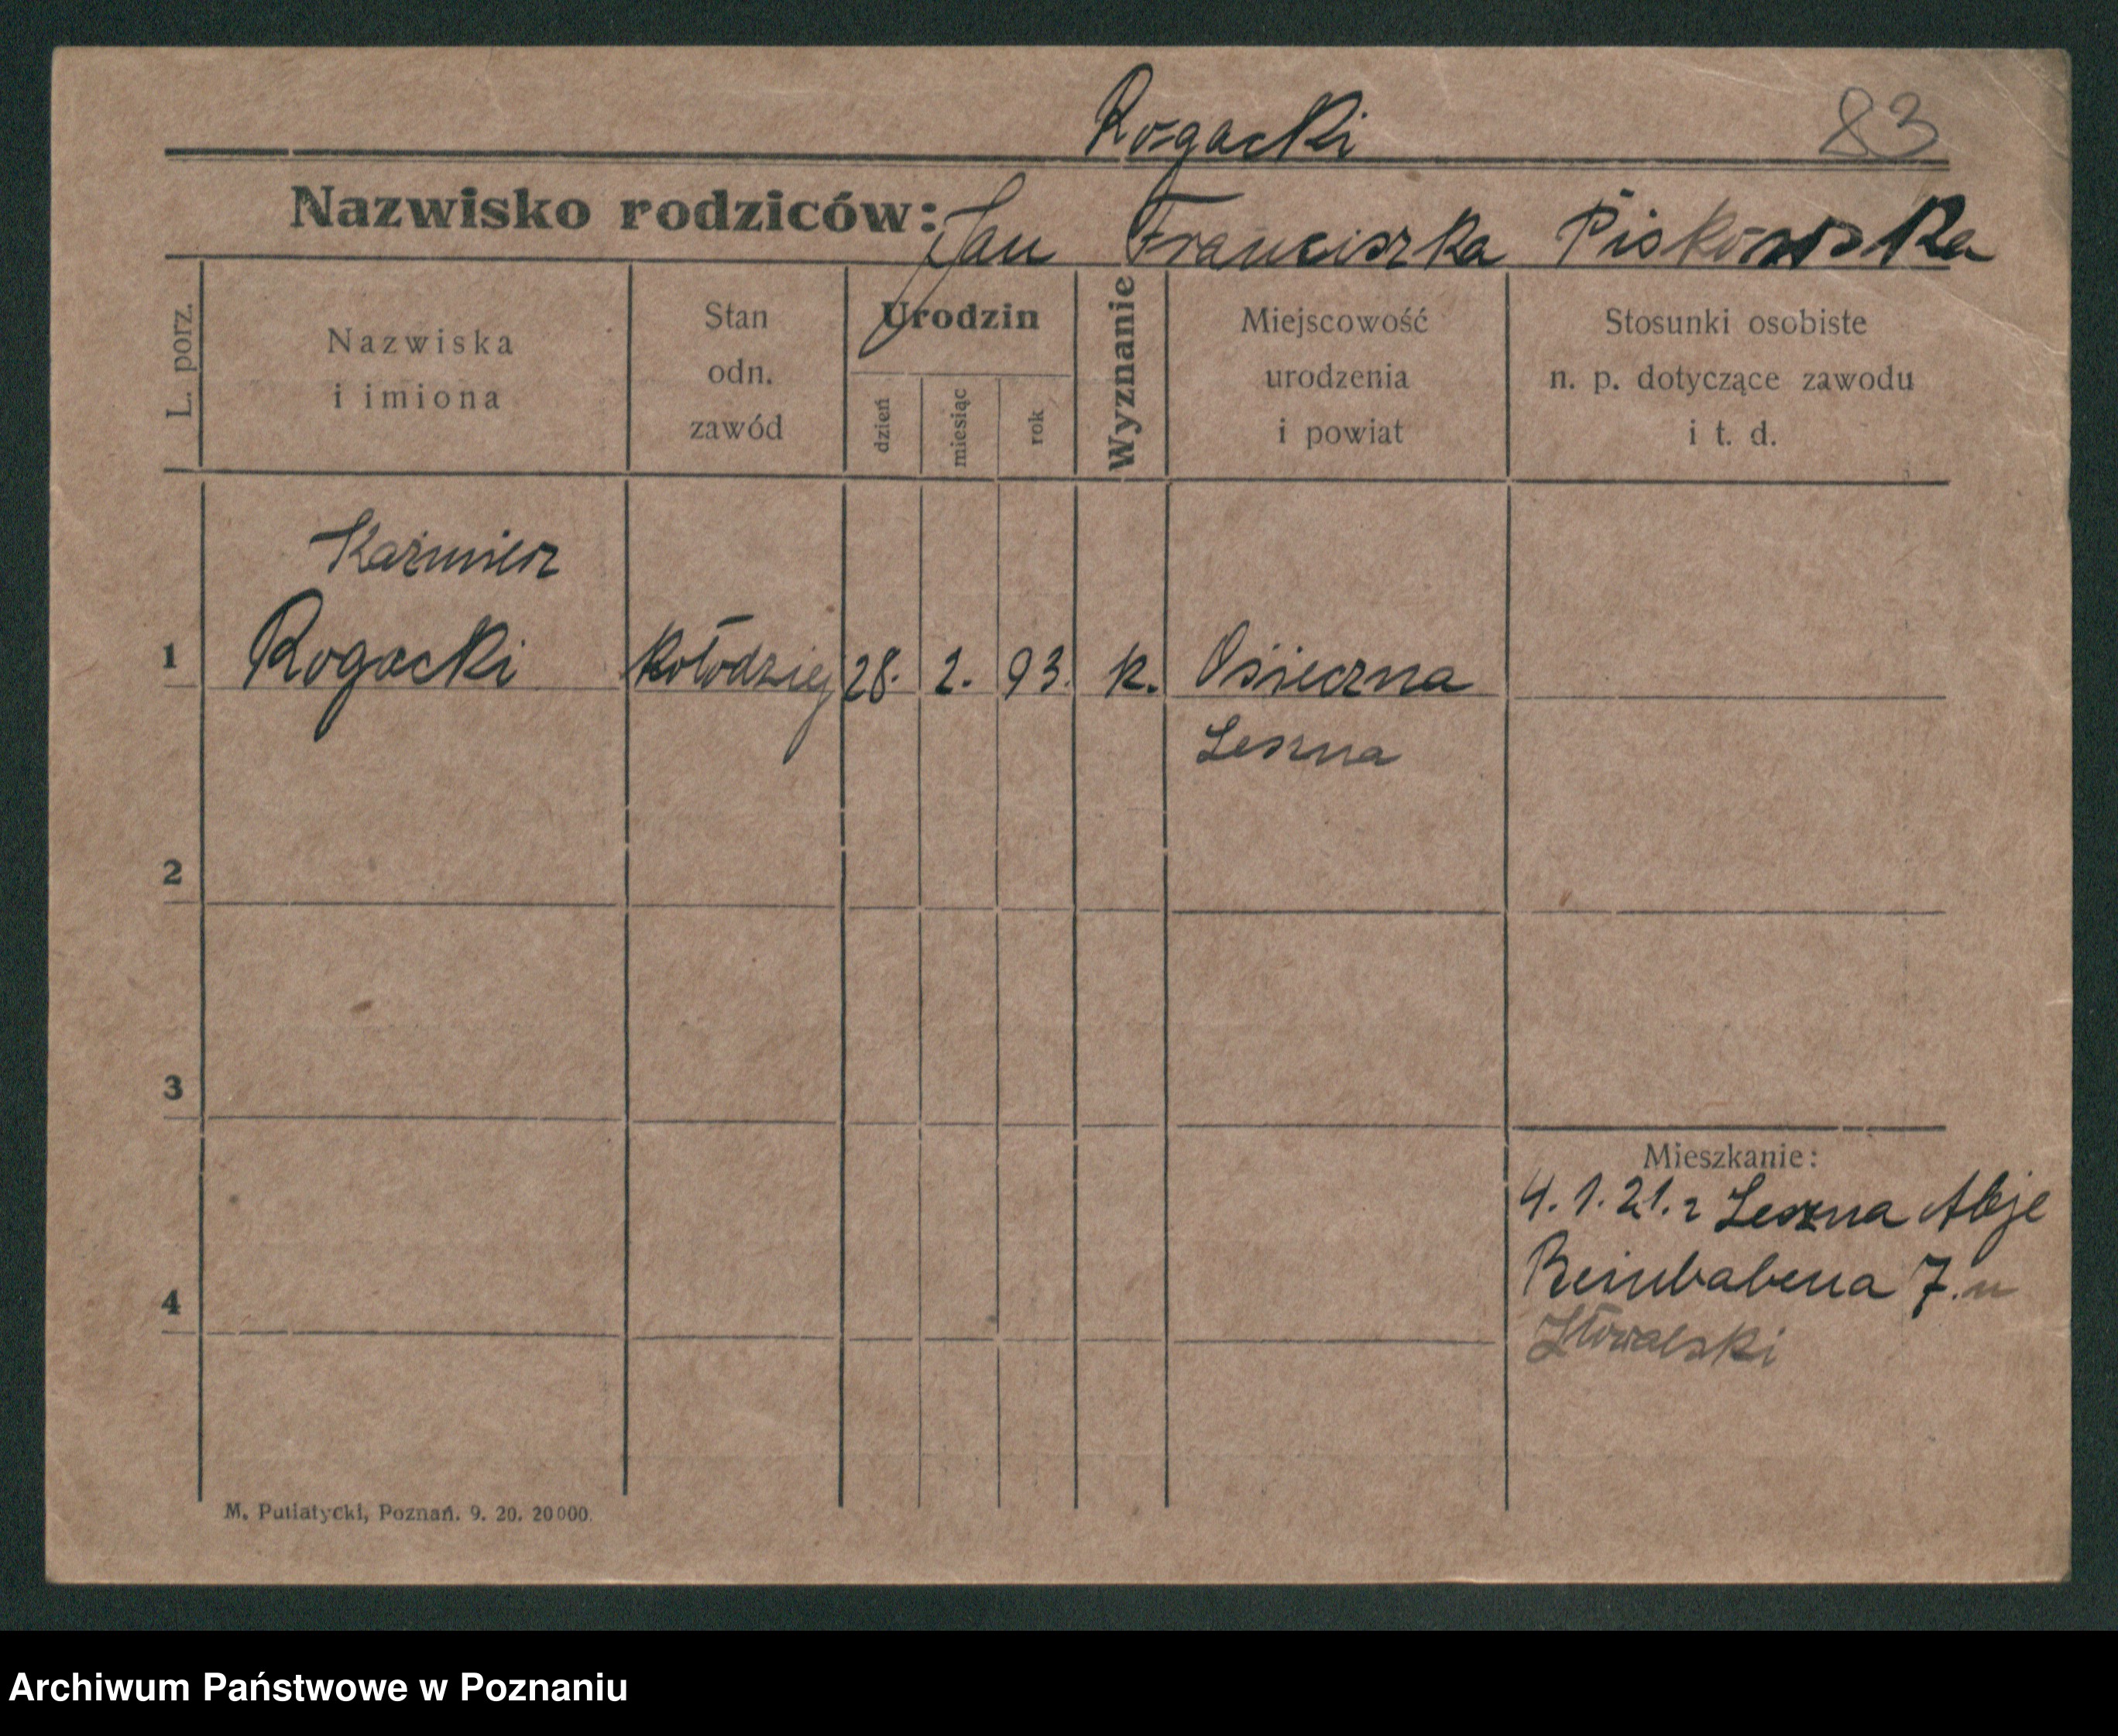 Rogacki 83
Nazwisko rodziców: Jan Franciszka Piskorska
L. porz.
Nazwiska
i imiona
Stan
odn.
zawód
Urodzin
dzień
miesiąc
rok
Wyznanie
Miejscowość
urodzenia
i powiat
Stosunki osobiste
n. p. dotyczące zawodu
i t. d.
Kaźmierz
1 Rogacki kołodziej 28. 2. 93. k. Osieczna
Leszna
2
3
Mieszkanie:
4. 1. 21. z Leszna Aleje
4 Reinbabena 7. u
M. Putiatycki, Poznań. 9. 20. 20000.
Archiwum Państwowe w Poznaniu